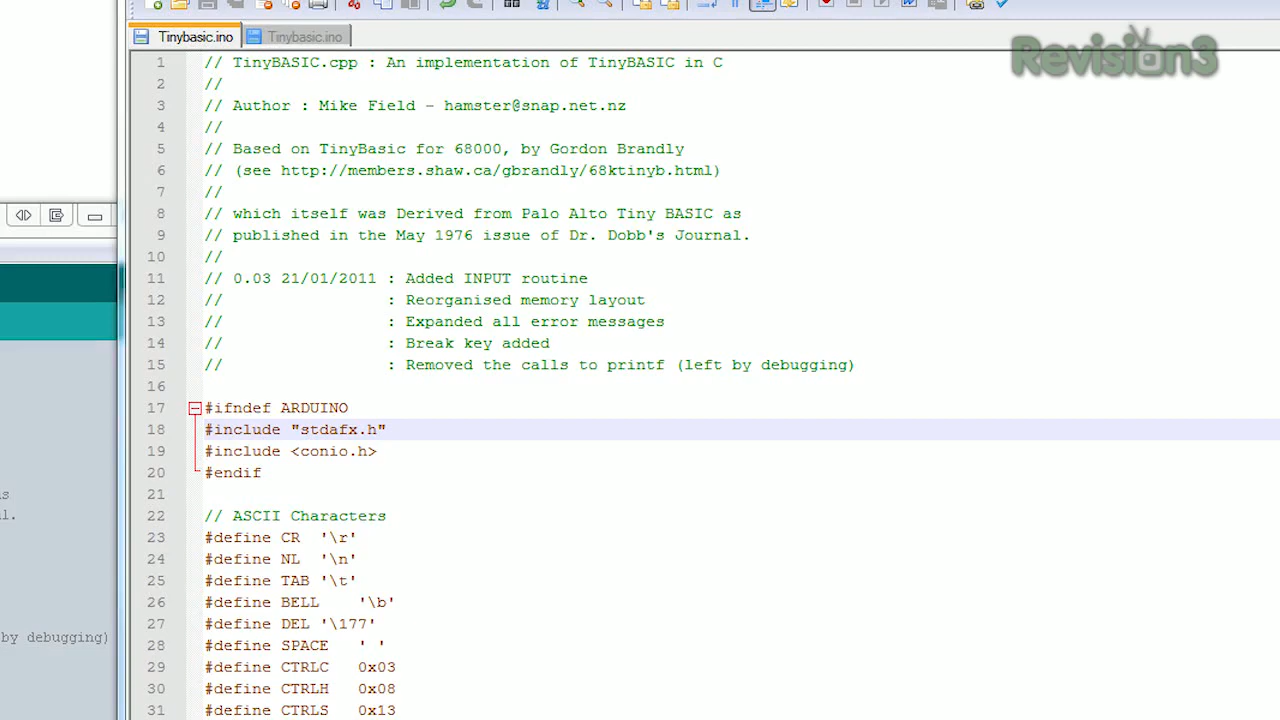 Tinybasic.ino
Tinybasic.ino
Revision3
1 // TinyBASIC.cpp : An implementation of TinyBASIC in C
2 //
3 // Author : Mike Field - hamster@snap.net.nz
4 //
5 // Based on TinyBasic for 68000, by Gordon Brandly
6 // (see http://members.shaw.ca/gbrandly/68ktinyb.html)
7 //
8 // which itself was Derived from Palo Alto Tiny BASIC as
9 // published in the May 1976 issue of Dr. Dobb's Journal.
10 //
11 // 0.03 21/01/2011 : Added INPUT routine
12 //                 : Reorganised memory layout
13 //                 : Expanded all error messages
14 //                 : Break key added
15 //                 : Removed the calls to printf (left by debugging)
16
17 #ifndef ARDUINO
18 #include "stdafx.h"
19 #include <conio.h>
20 #endif
21
22 // ASCII Characters
23 #define CR  '\r'
24 #define NL  '\n'
25 #define TAB '\t'
26 #define BELL    '\b'
27 #define DEL '\177'
28 #define SPACE   ' '
29 #define CTRLC   0x03
30 #define CTRLH   0x08
31 #define CTRLS   0x13
by debugging)